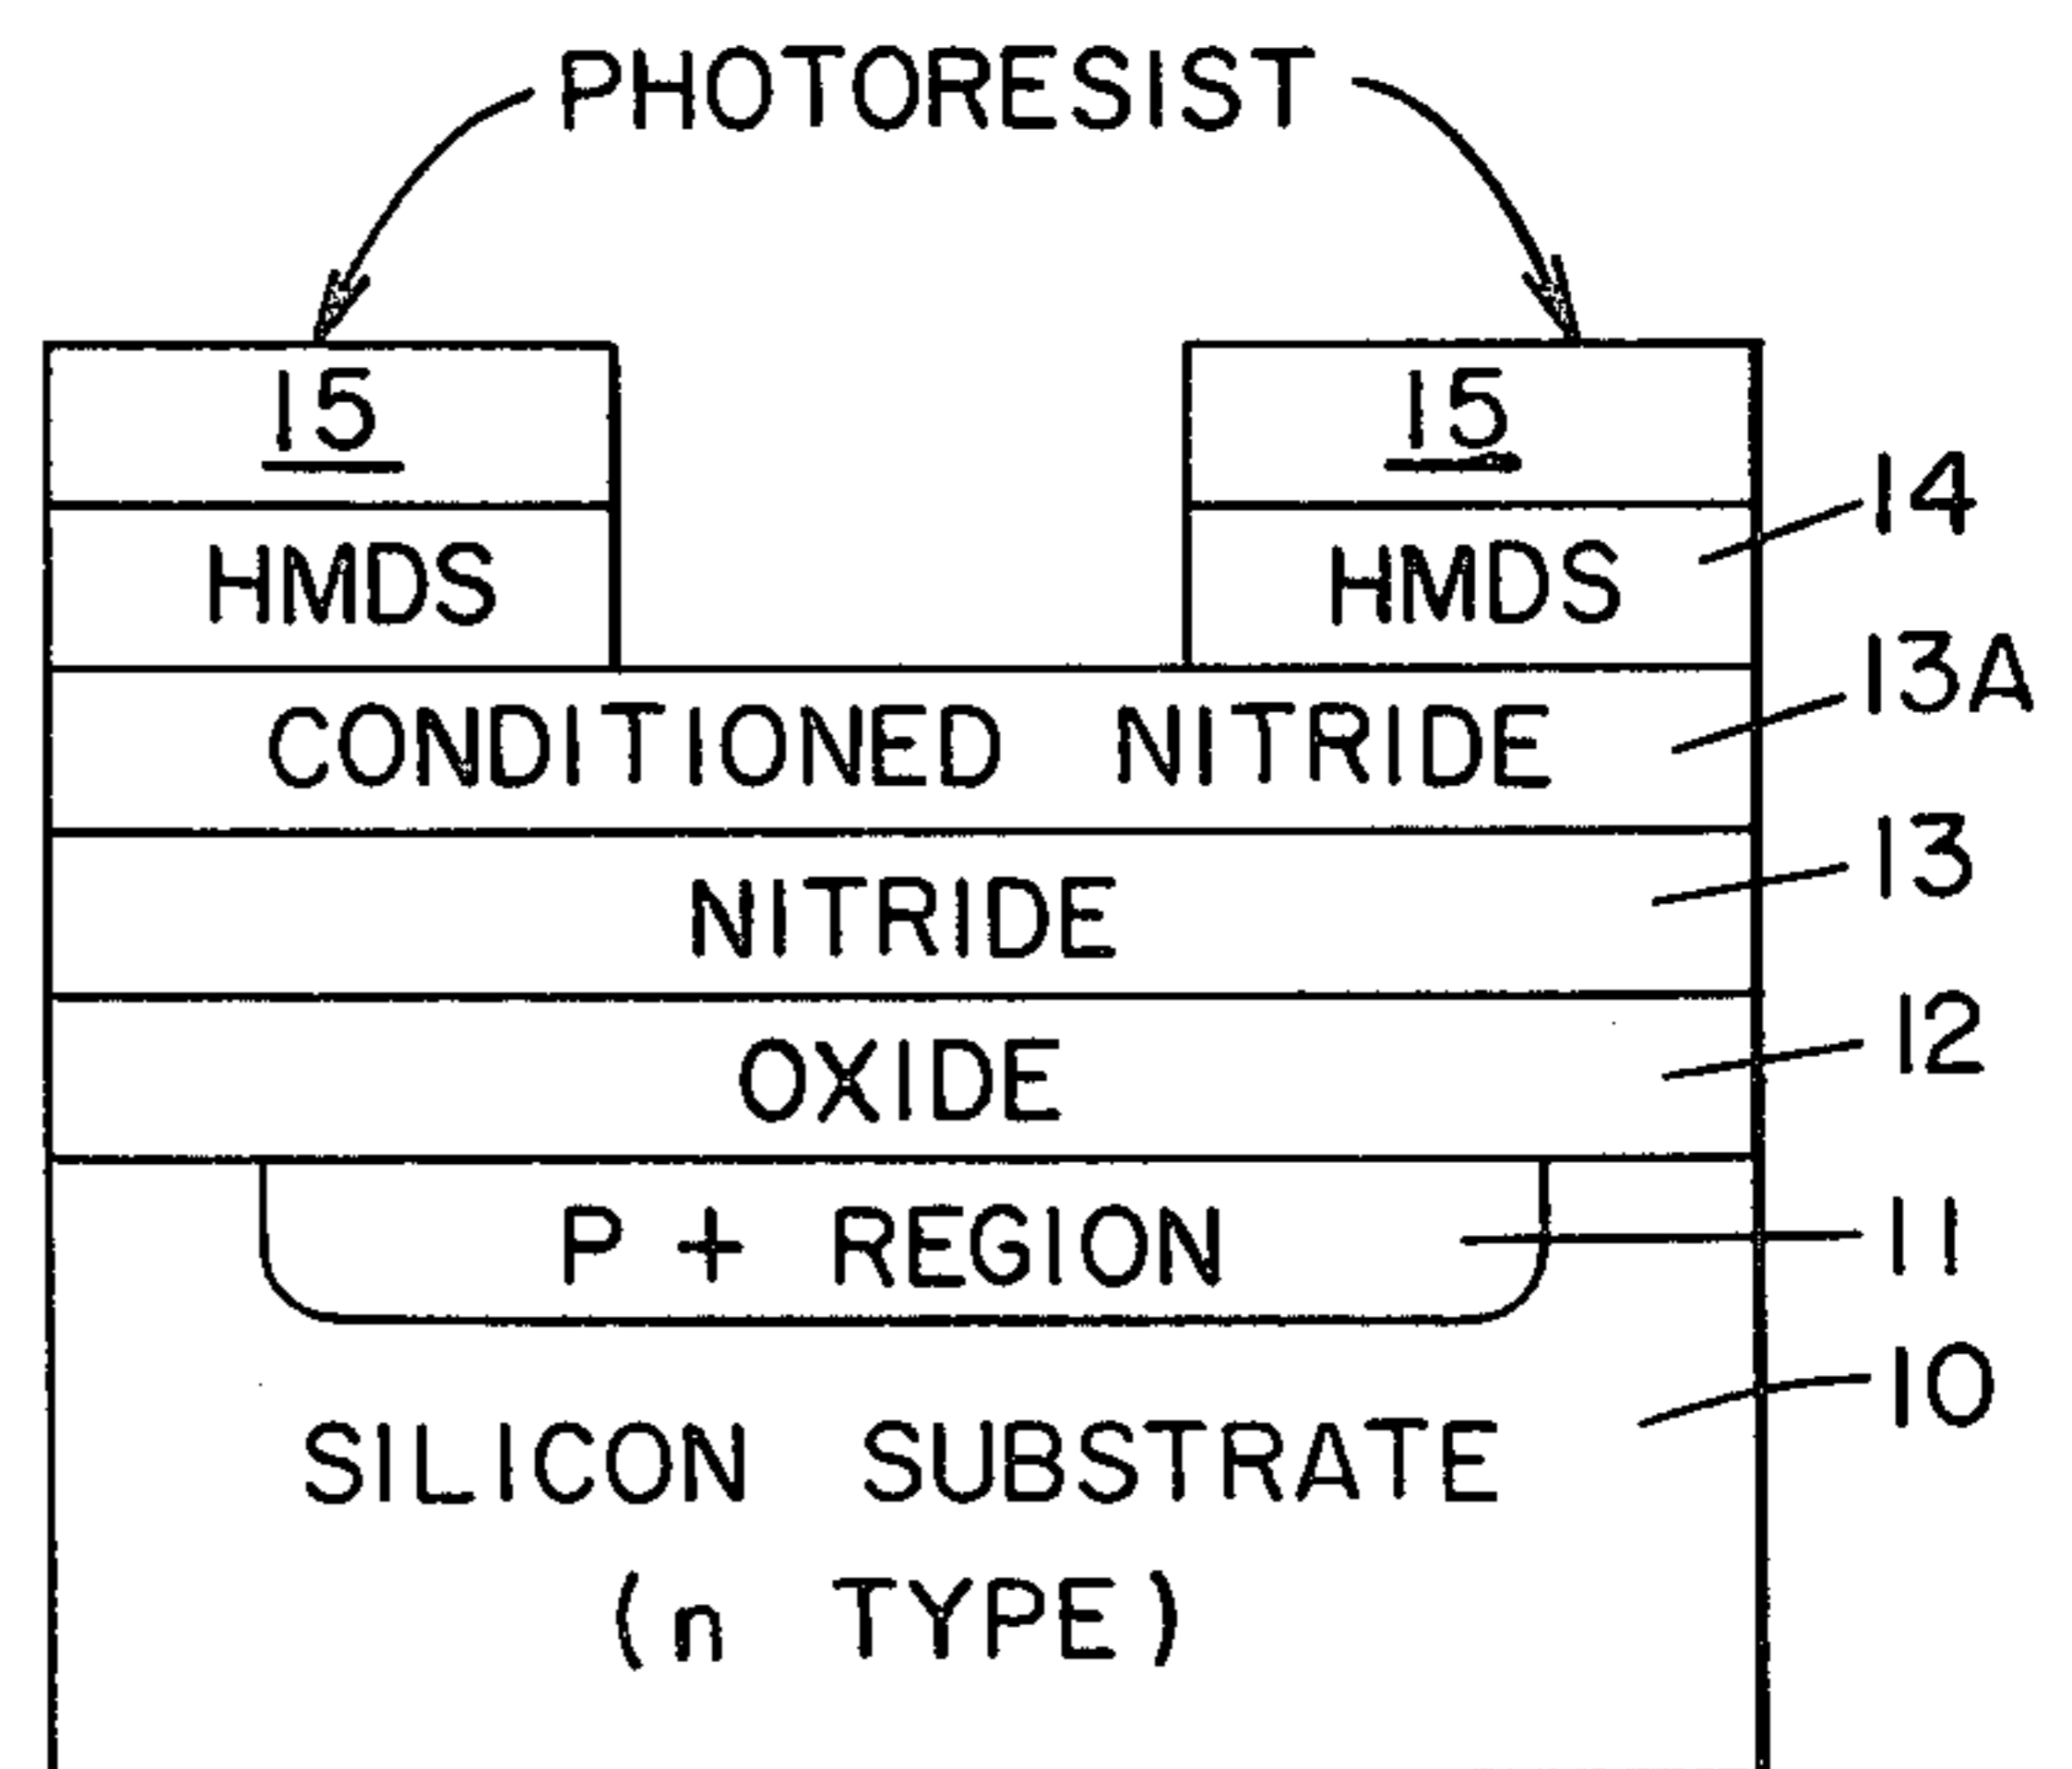 PHOTORESIST
15 15
14
HMDS HMDS
13A
CONDITIONED NITRIDE
13
NITRIDE
12
OXIDE
P + REGION 11
10
SILICON SUBSTRATE
(n TYPE)